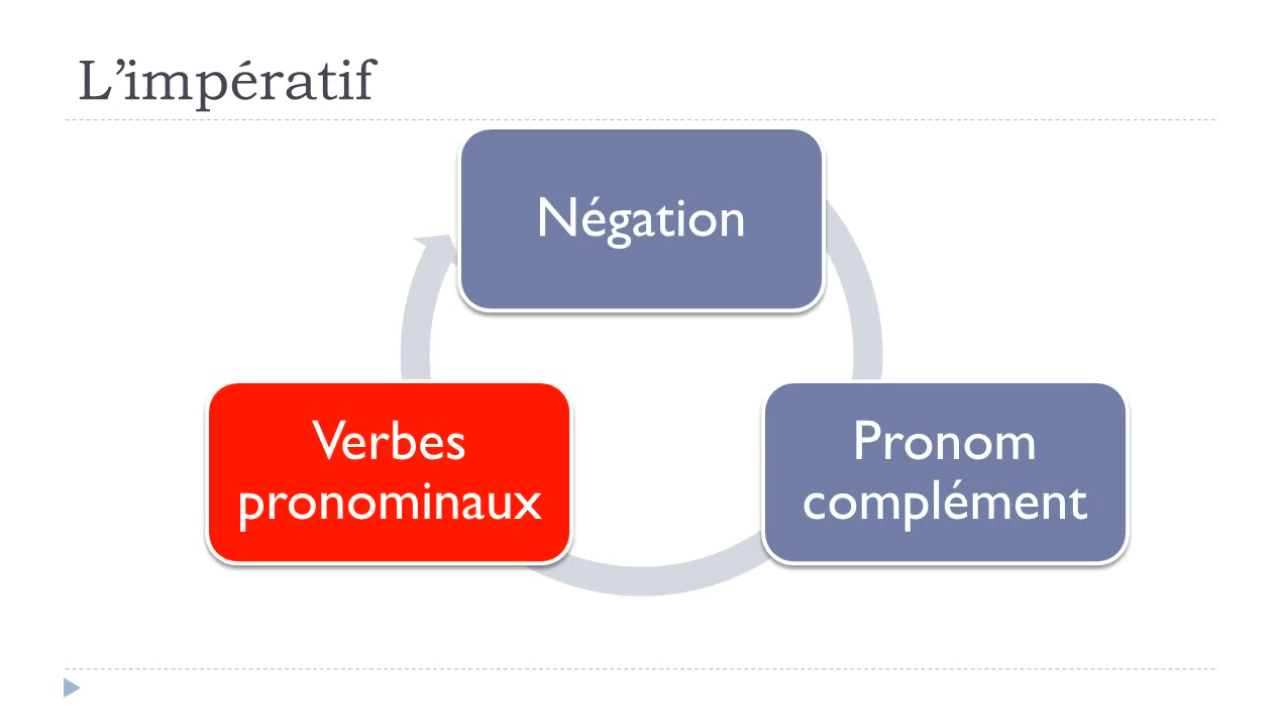 L’impératif
Négation
Verbes
pronominaux
Pronom
complément